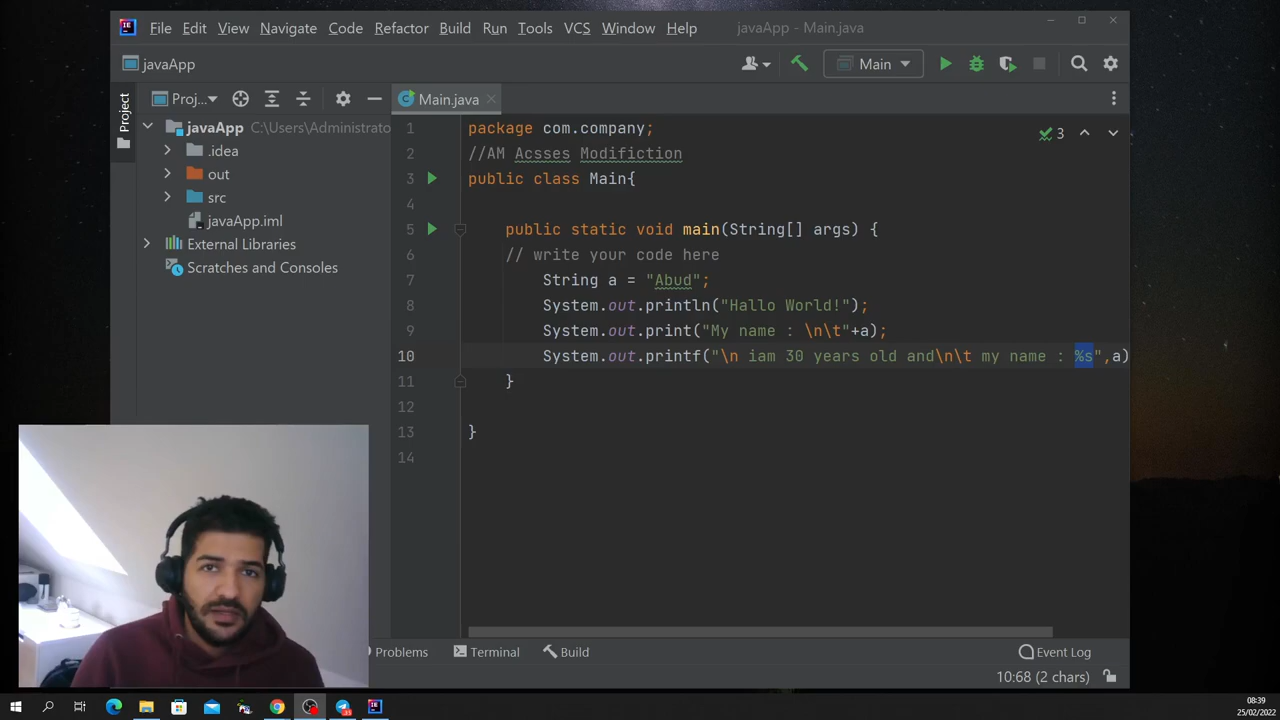 File Edit View Navigate Code Refactor Build Run Tools VCS Window Help javaApp - Main.java
javaApp Main
Project
Proj... Main.java
javaApp C:\Users\Administrato
.idea
out
src
javaApp.iml
External Libraries
Scratches and Consoles
3
1 package com.company;
2 //AM Acsses Modifiction
3 public class Main{
4
5 public static void main(String[] args) {
6 // write your code here
7 String a = "Abud";
8 System.out.println("Hallo World!");
9 System.out.print("My name : \n\t"+a);
10 System.out.printf("\n iam 30 years old and\n\t my name : %s",a)
11 }
12
13 }
14
Problems Terminal Build Event Log
10:68 (2 chars)
08:39
25/02/2022